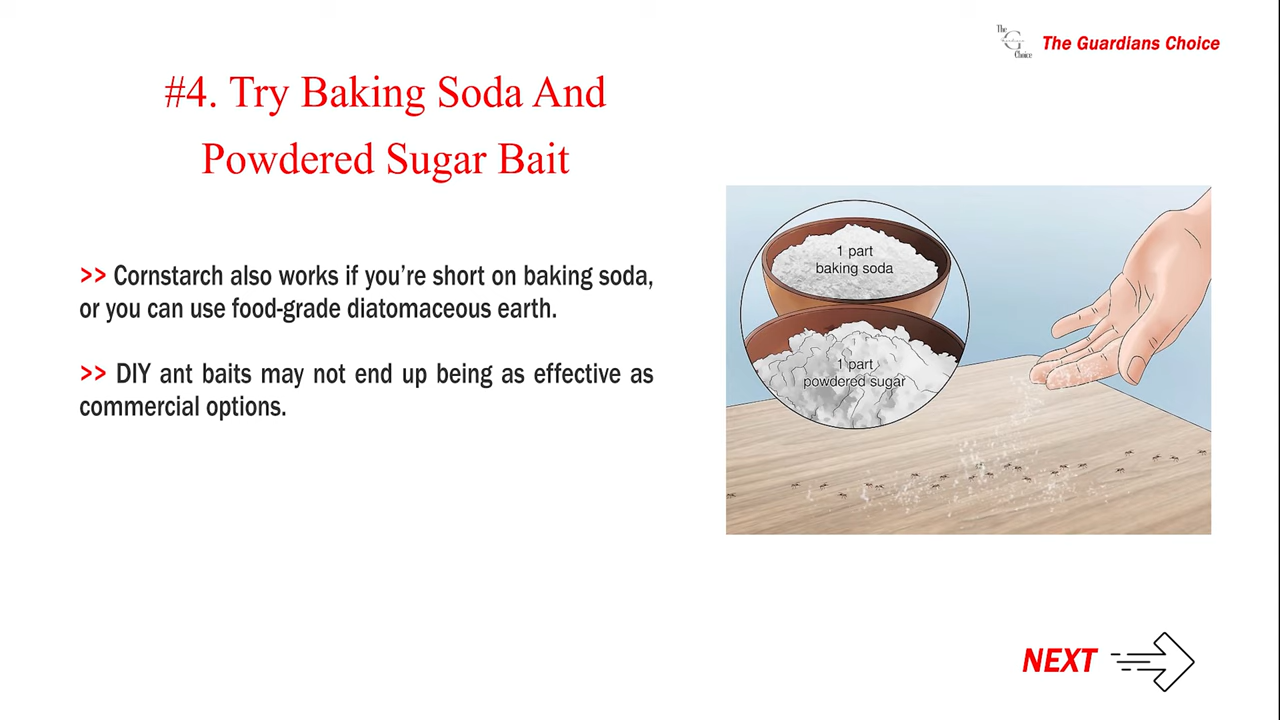 The
G
Choice
The Guardians Choice
#4. Try Baking Soda And
Powdered Sugar Bait
>> Cornstarch also works if you’re short on baking soda,
or you can use food-grade diatomaceous earth.
>> DIY ant baits may not end up being as effective as
commercial options.
1 part
baking soda
1 part
powdered sugar
NEXT